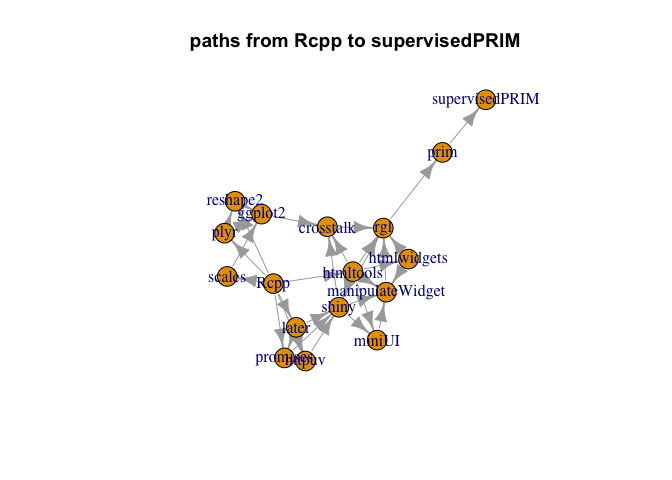 paths from Rcpp to supervisedPRIM
supervisedPRIM
prim
reshape2
ggplot2
plyr
crosstalk
rgl
htmlwidgets
scales
Rcpp
htmltools
manipulateWidget
shiny
later
miniUI
promises
httpuv